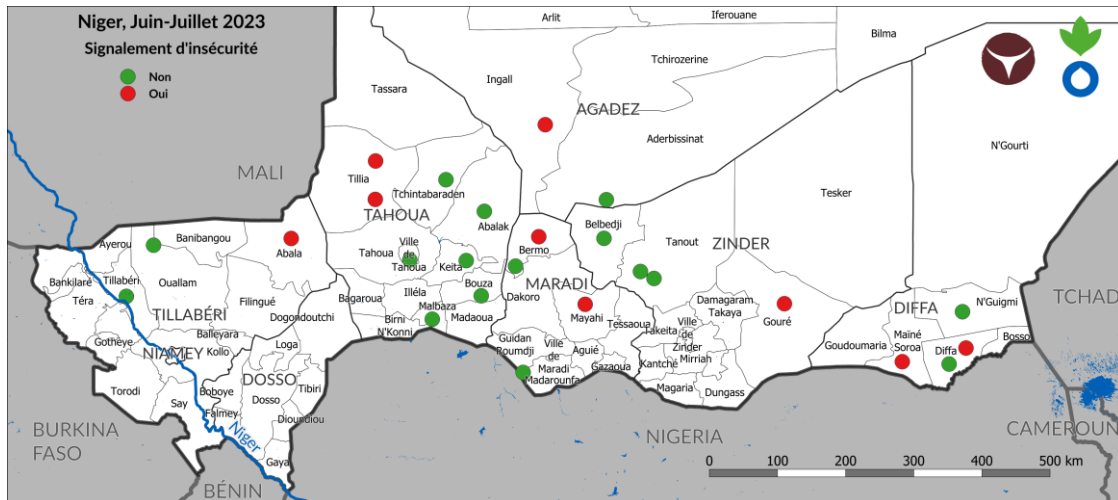 Niger, Juin-Juillet 2023
Signalement d'insécurité
Non
Oui
Arlit
Iferouane
Bilma
Tchirozerine
Ingall
Tassara
AGADEZ
Aderbissinat
N'Gourti
MALI
Tillia
Tchintabaraden
Tesker
TAHOUA
Abalak
Belbedji
Tanout
ZINDER
Ayerou
Banibangou
Abala
Tahoua
Ville
de
Tahoua
Keita
Bermo
Bankilaré
Tillabéri
Téra
Ouallam
Filingué
TILLABÉRI
Dogondoutchi
Bagaroua
Illéla
Bouza
Malbaza
Madaoua
Birni
N'Konni
Dakoro
MARADI
Mayahi
Tessaoua
Damagaram
Takaya
Gouré
DIFFA
N'Guigmi
TCHAD
Gotheye
NIAMEY
Balleyara
Kollo
Loga
Guidan
Roumdji
Ville
de
Maradi
Madarounfa
Aguié
Gazaoua
Takeita
Ville
de
Zinder
Mirriah
Kantché
Magaria
Dungass
Goudoumaria
Maïné
Soroa
Diffa
Bosso
Torodi
Say
Boboye
Falmey
DOSSO
Dosso
Tibiri
Dioundiou
Gaya
Niger
BURKINA
FASO
BÉNIN
NIGERIA
CAMEROUN
0 100 200 300 400 500 km